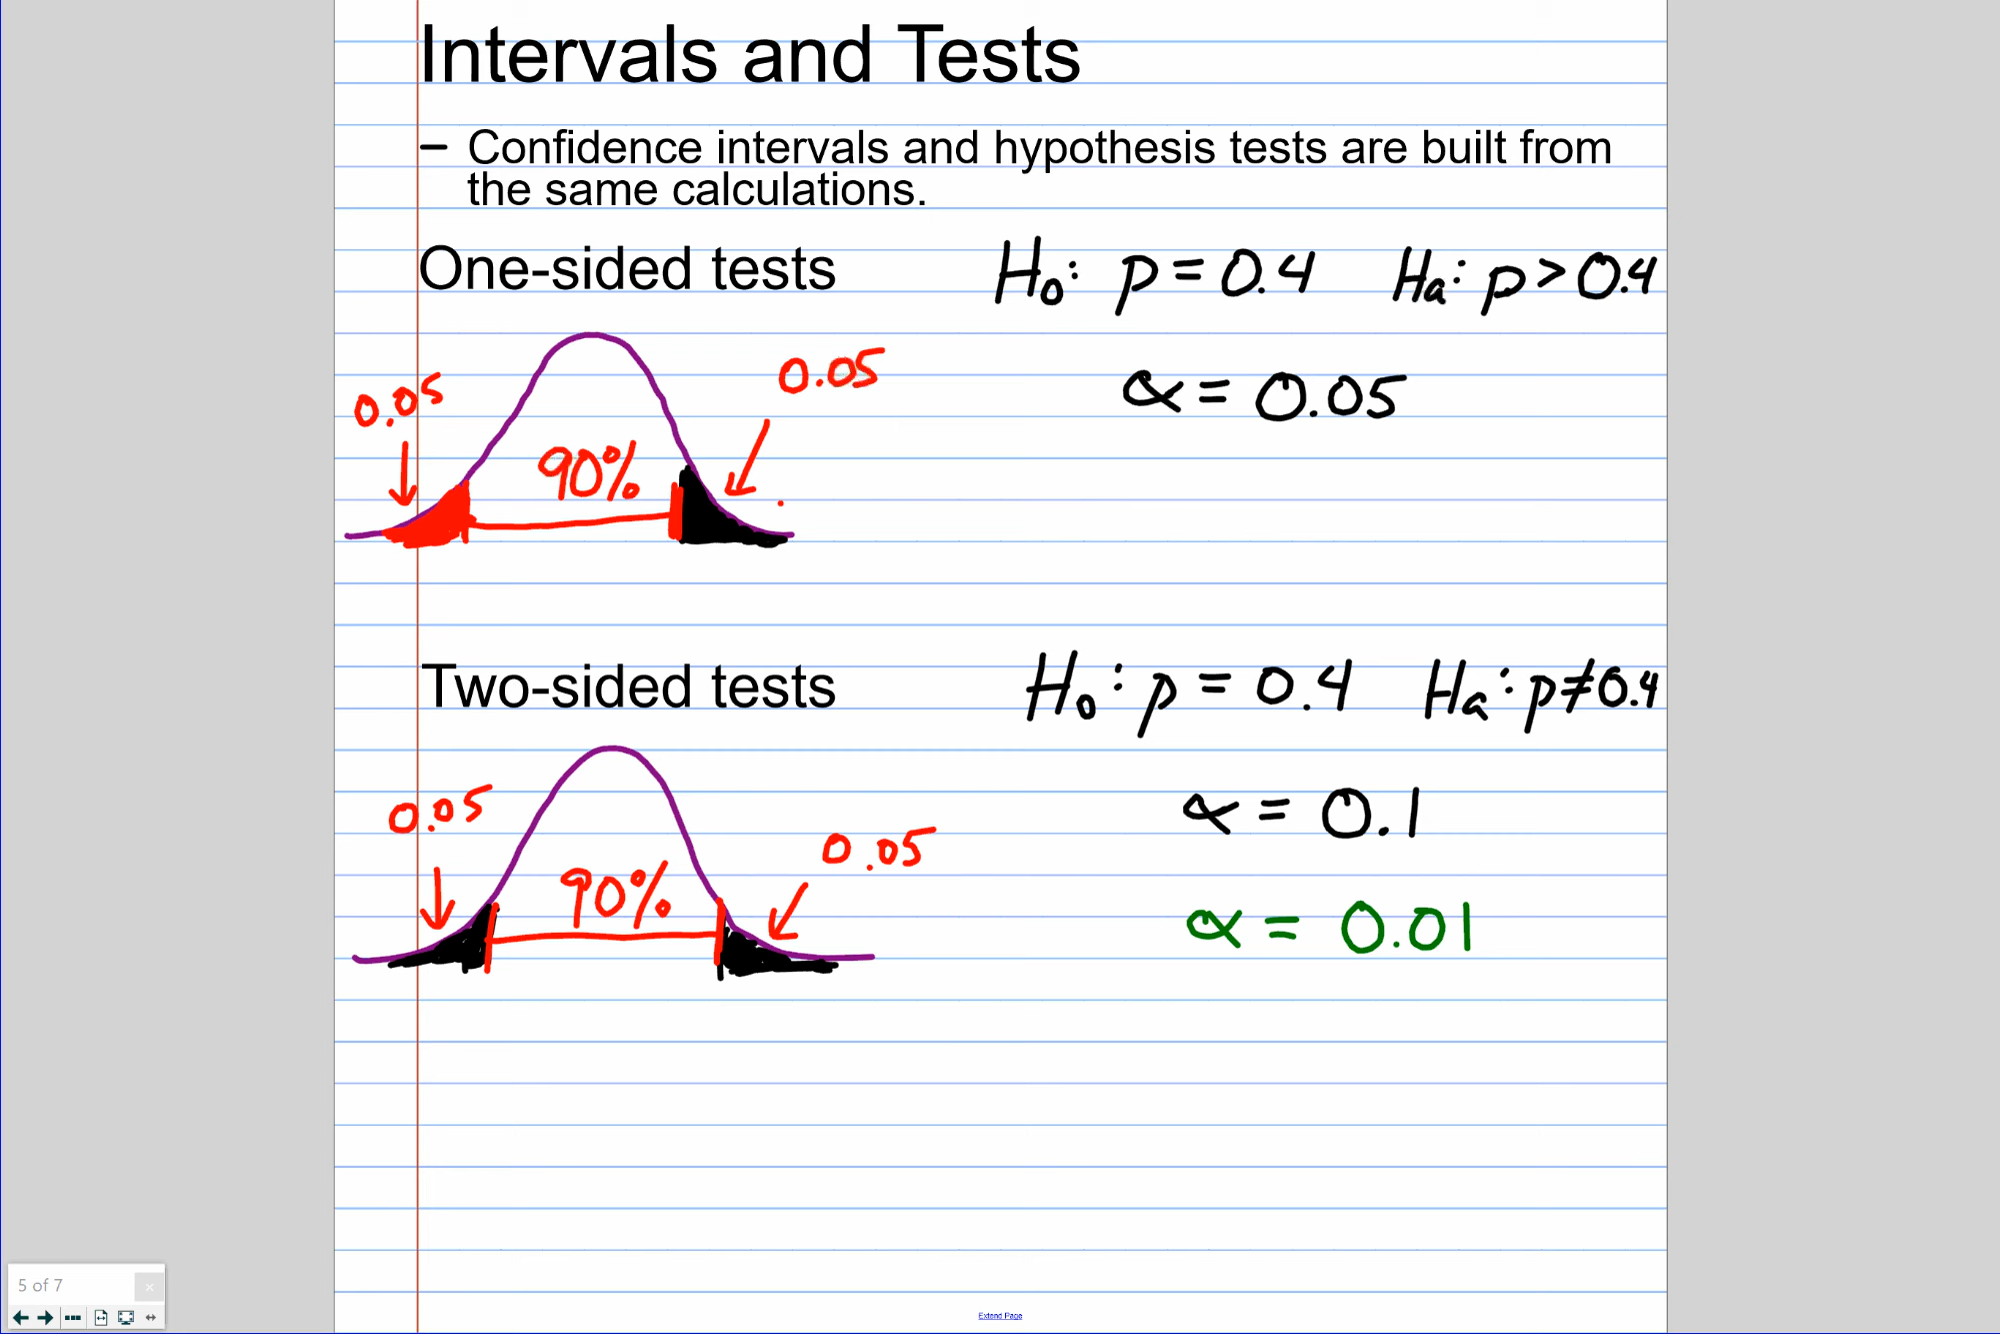 Intervals and Tests
– Confidence intervals and hypothesis tests are built from
the same calculations.
One-sided tests H₀: p = 0.4 Hₐ: p > 0.4
0.05 0.05 α = 0.05
90%
Two-sided tests H₀: p = 0.4 Hₐ: p ≠ 0.4
0.05 α = 0.1
0.05
90% α = 0.01
5 of 7
Extend Page